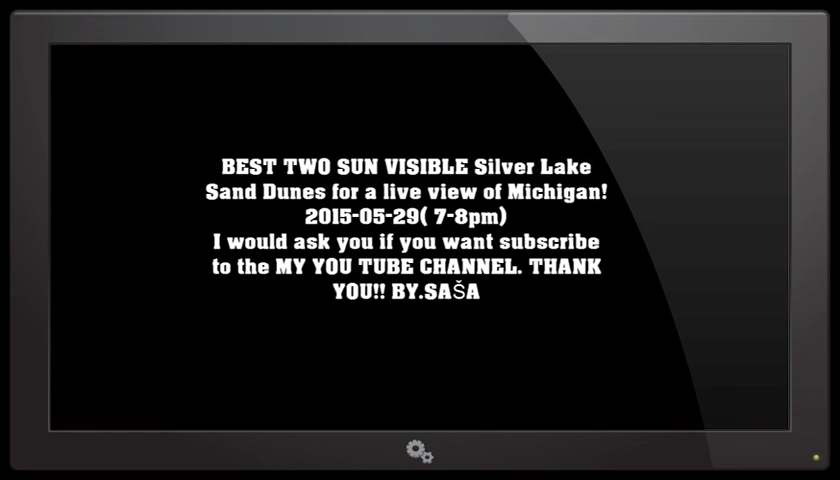 BEST TWO SUN VISIBLE Silver Lake
Sand Dunes for a live view of Michigan!
2015-05-29( 7-8pm)
I would ask you if you want subscribe
to the MY YOU TUBE CHANNEL. THANK
YOU!! BY.SAŠA